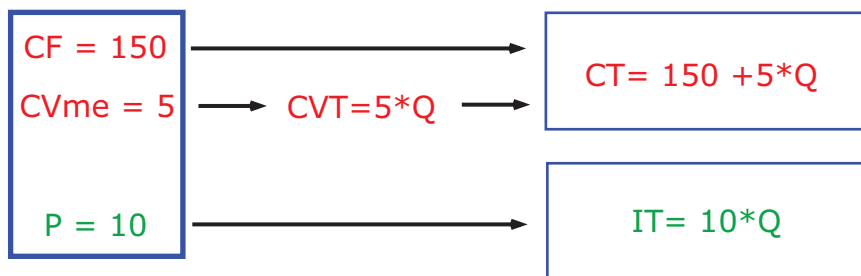 CF = 150
CVme = 5
CVT=5*Q
CT= 150 +5*Q
P = 10
IT= 10*Q